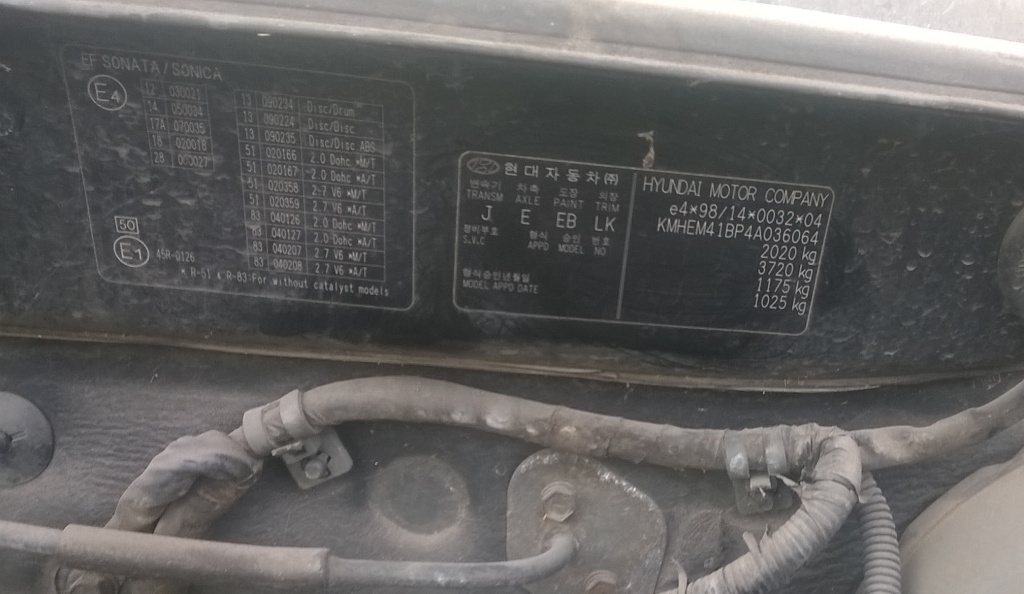 EF SONATA/SONICA
E4
12 030021
14 050034
17A 070035
18 020018
28 000027
13 090234 Disc/Drum
13 090224 Disc/Disc
13 090235 Disc/Disc ABS
51 020166 2.0 Dohc *M/T
51 020167 2.0 Dohc *A/T
51 020358 2.7 V6 *M/T
51 020359 2.7 V6 *A/T
83 040126 2.0 Dohc *M/T
83 040127 2.0 Dohc *A/T
83 040207 2.7 V6 *M/T
83 040208 2.7 V6 *A/T
50
E1 45R-0126
* R-51 & R-83:For without catalyst models
현대자동차㈜
변속기 차축 도장 의장
TRANSM AXLE PAINT TRIM
J E EB LK
장비부호 형식 승인 번호
S.V.C APPD MODEL NO
형식승인년월일
MODEL APPD DATE
HYUNDAI MOTOR COMPANY
e4*98/14*0032*04
KMHEM41BP4A036064
2020 kg
3720 kg
1175 kg
1025 kg